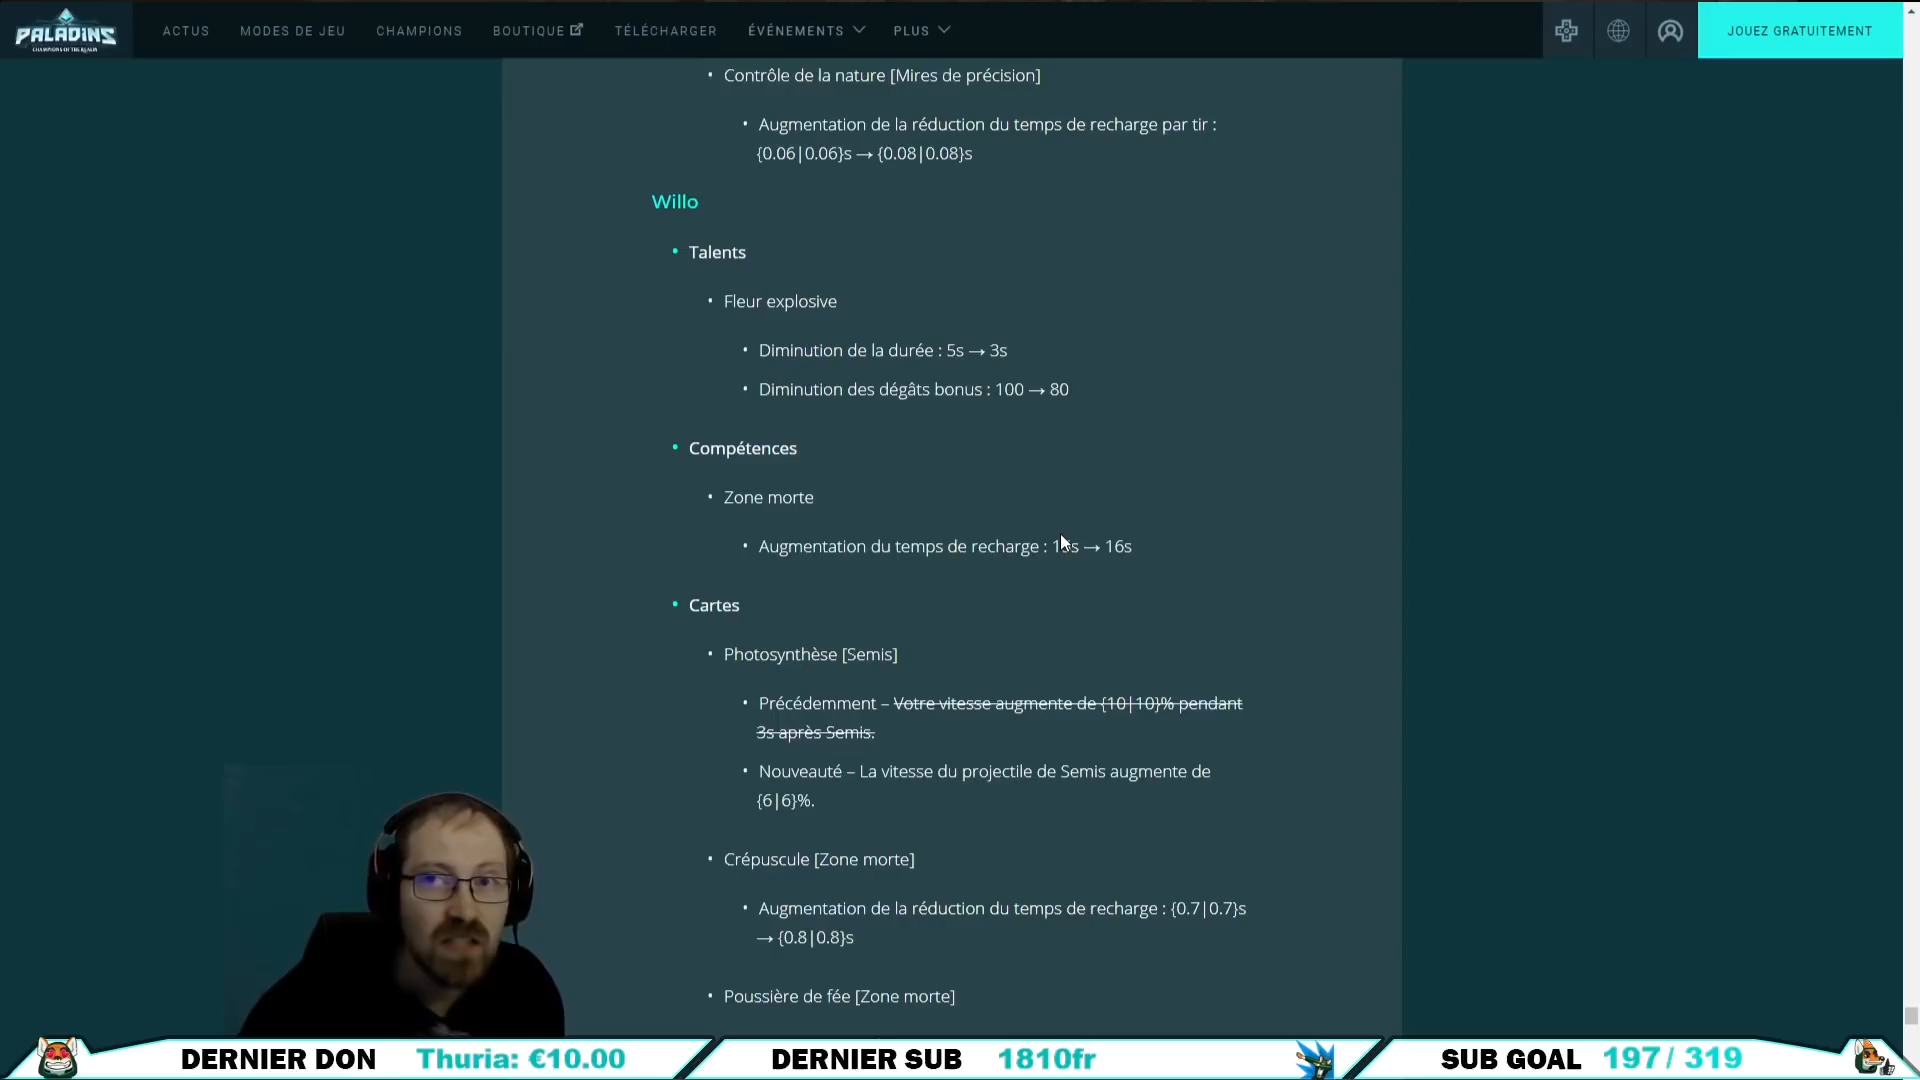 PALADINS
CHAMPIONS OF THE REALM
ACTUS
MODES DE JEU
CHAMPIONS
BOUTIQUE
TÉLÉCHARGER
ÉVÉNEMENTS
PLUS
JOUEZ GRATUITEMENT
• Contrôle de la nature [Mires de précision]
• Augmentation de la réduction du temps de recharge par tir :
{0.06|0.06}s → {0.08|0.08}s
Willo
• Talents
• Fleur explosive
• Diminution de la durée : 5s → 3s
• Diminution des dégâts bonus : 100 → 80
• Compétences
• Zone morte
• Augmentation du temps de recharge : → 16s
• Cartes
• Photosynthèse [Semis]
• Précédemment – Votre vitesse augmente de {10|10}% pendant
3s après Semis.
• Nouveauté – La vitesse du projectile de Semis augmente de
{6|6}%.
• Crépuscule [Zone morte]
• Augmentation de la réduction du temps de recharge : {0.7|0.7}s
→ {0.8|0.8}s
• Poussière de fée [Zone morte]
DERNIER DON Thuria: €10.00
DERNIER SUB 1810fr
SUB GOAL 197 / 319